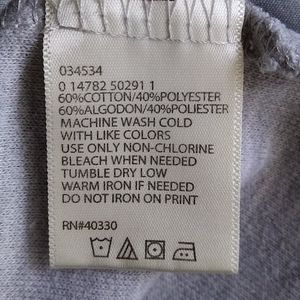 034534
0 14782 50291 1
60%COTTON/40%POLYESTER
60%ALGODON/40%POLIESTER
MACHINE WASH COLD
WITH LIKE COLORS
USE ONLY NON-CHLORINE
BLEACH WHEN NEEDED
TUMBLE DRY LOW
WARM IRON IF NEEDED
DO NOT IRON ON PRINT
RN#40330